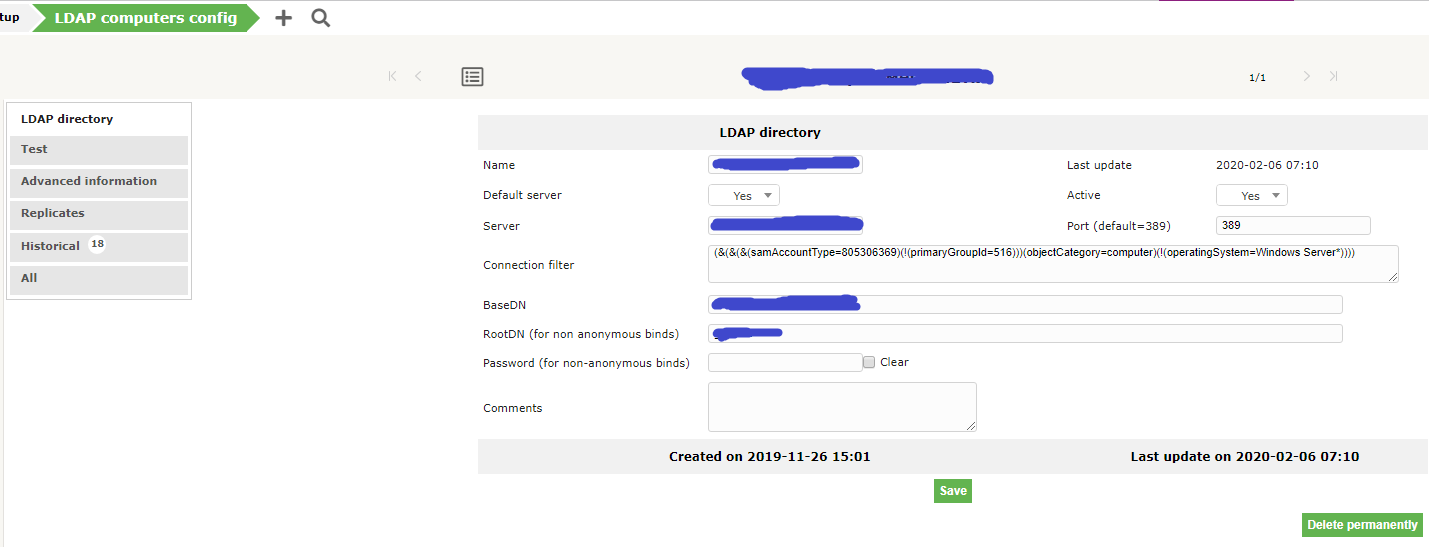 tup LDAP computers config
1/1
LDAP directory
Test
Advanced information
Replicates
Historical 18
All
LDAP directory
Name Last update 2020-02-06 07:10
Default server Yes Active Yes
Server Port (default=389) 389
Connection filter (&(&(&(samAccountType=805306369)(!(primaryGroupId=516)))(objectCategory=computer)(!(operatingSystem=Windows Server*))))
BaseDN
RootDN (for non anonymous binds)
Password (for non-anonymous binds) Clear
Comments
Created on 2019-11-26 15:01 Last update on 2020-02-06 07:10
Save
Delete permanently